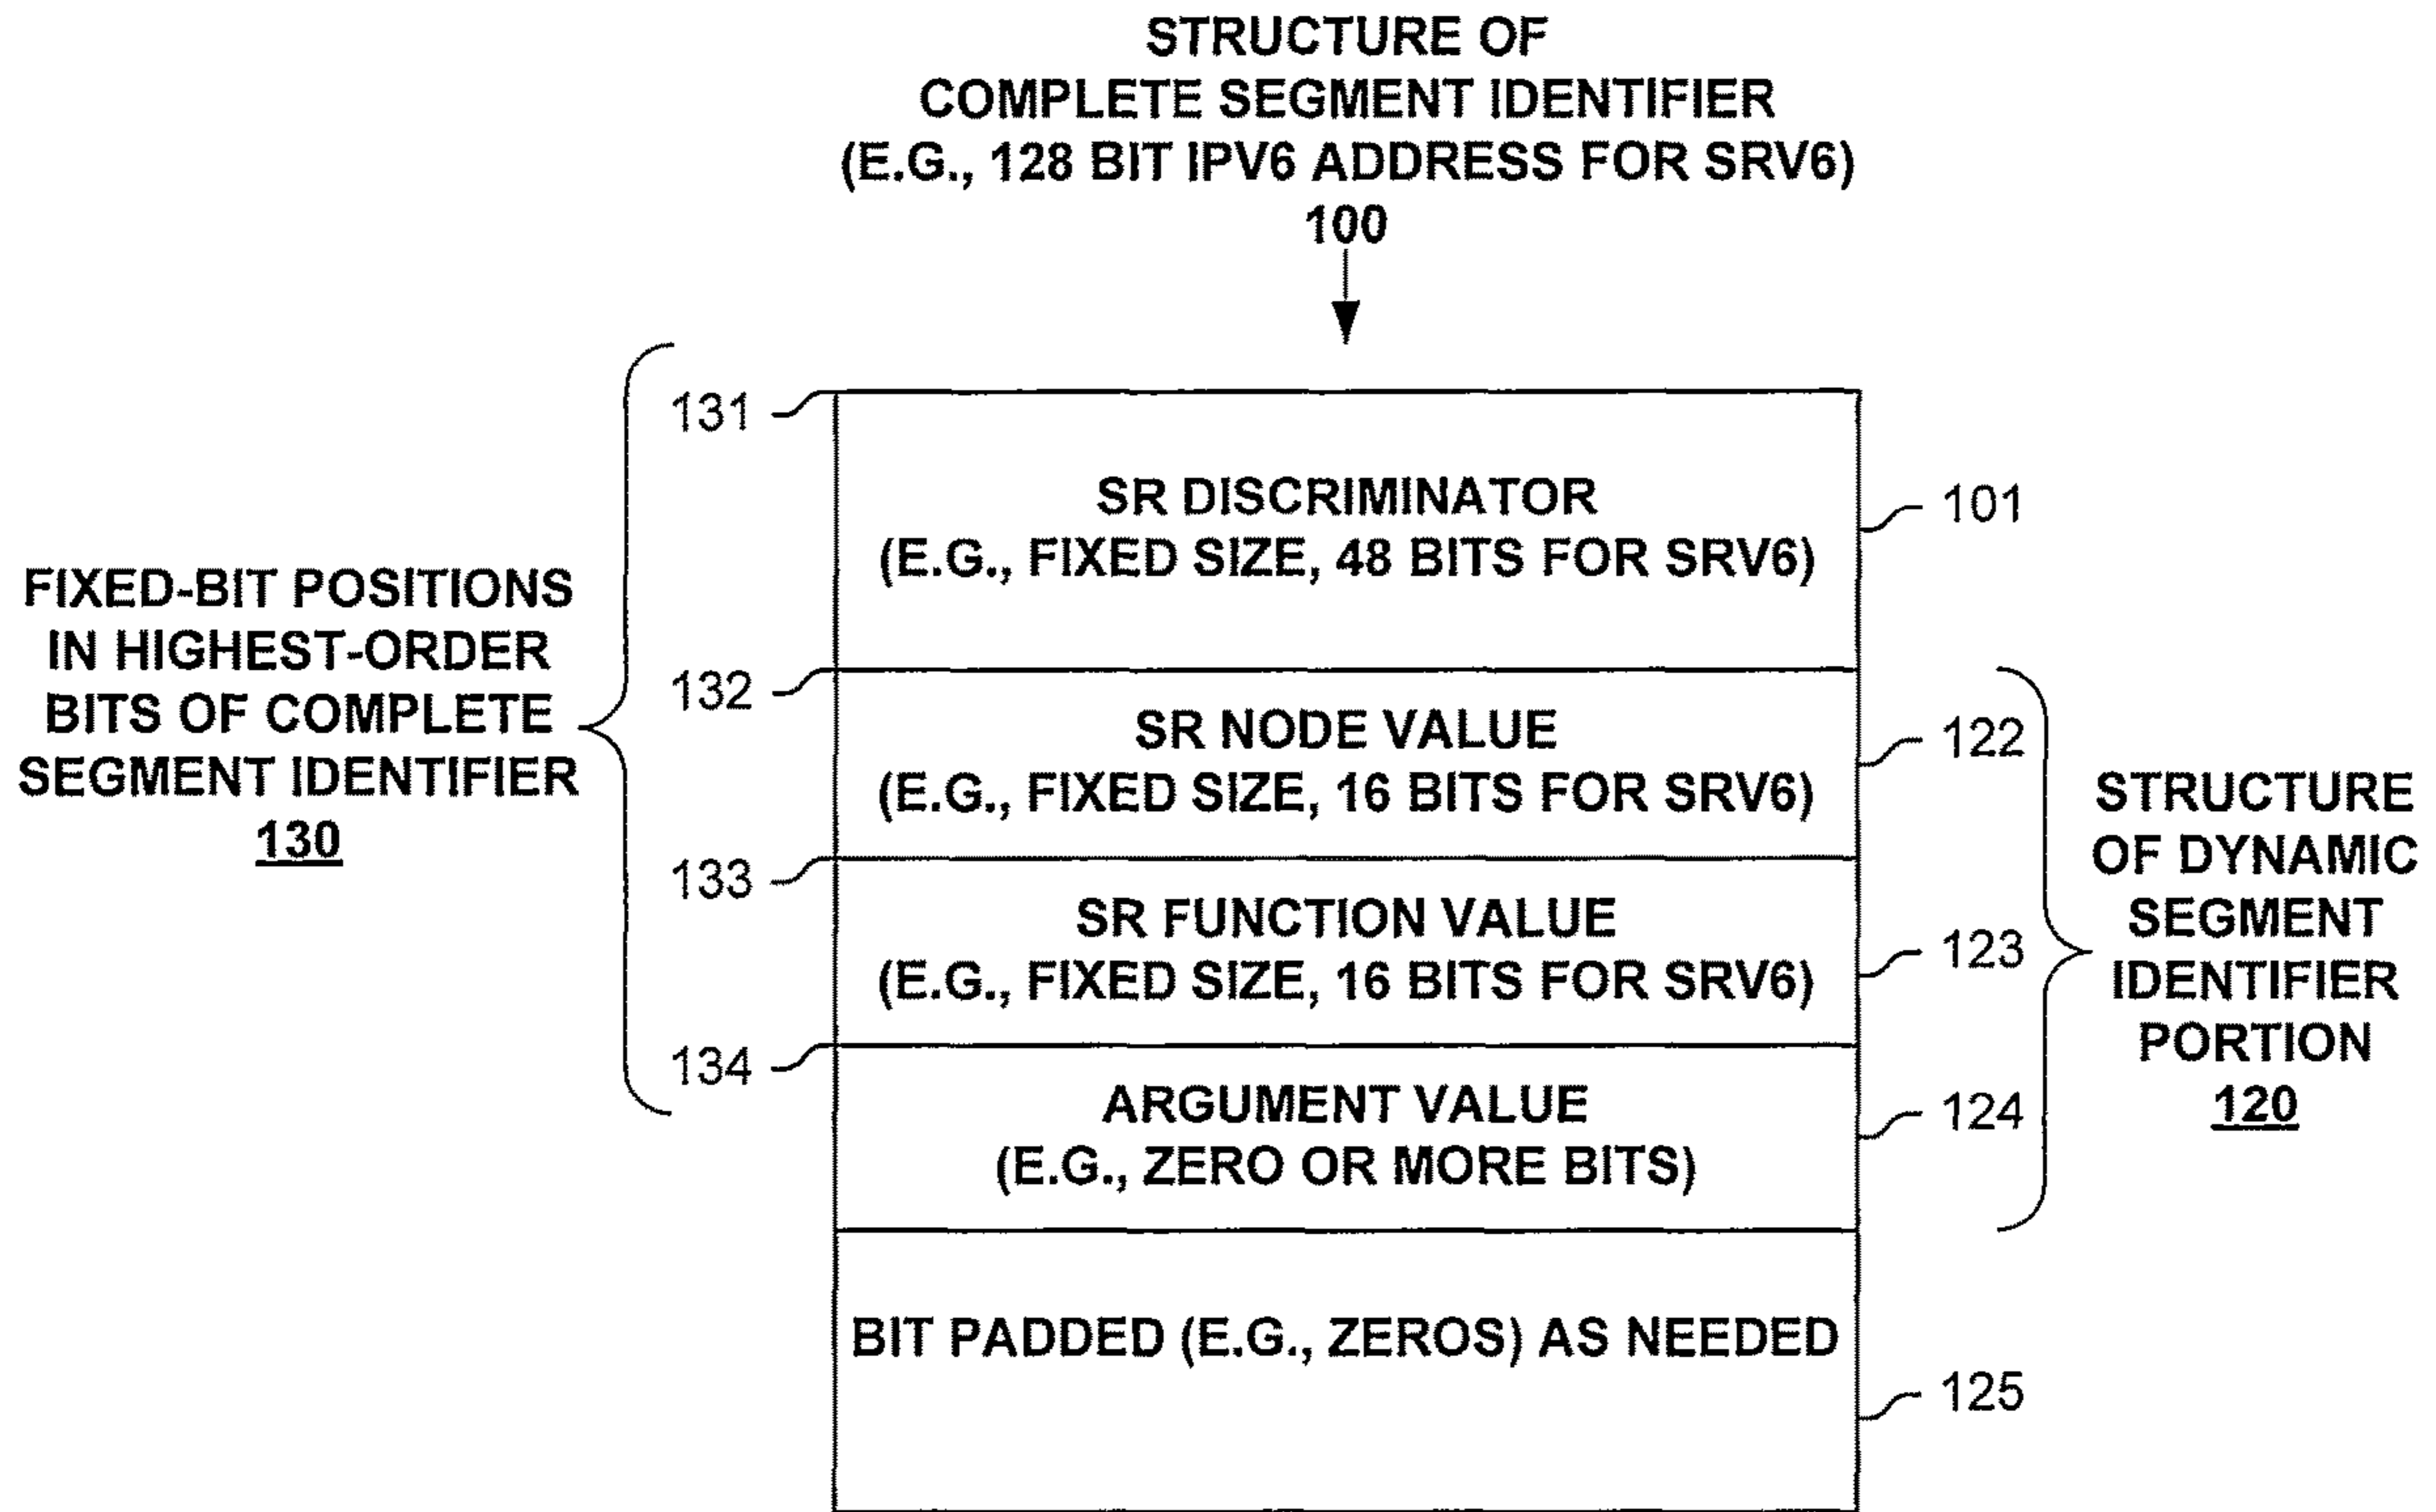 STRUCTURE OF
COMPLETE SEGMENT IDENTIFIER
(E.G., 128 BIT IPV6 ADDRESS FOR SRV6)
100
FIXED-BIT POSITIONS
IN HIGHEST-ORDER
BITS OF COMPLETE
SEGMENT IDENTIFIER
130
131
132
133
134
SR DISCRIMINATOR
(E.G., FIXED SIZE, 48 BITS FOR SRV6)
101
SR NODE VALUE
(E.G., FIXED SIZE, 16 BITS FOR SRV6)
122
SR FUNCTION VALUE
(E.G., FIXED SIZE, 16 BITS FOR SRV6)
123
ARGUMENT VALUE
(E.G., ZERO OR MORE BITS)
124
BIT PADDED (E.G., ZEROS) AS NEEDED
125
STRUCTURE
OF DYNAMIC
SEGMENT
IDENTIFIER
PORTION
120